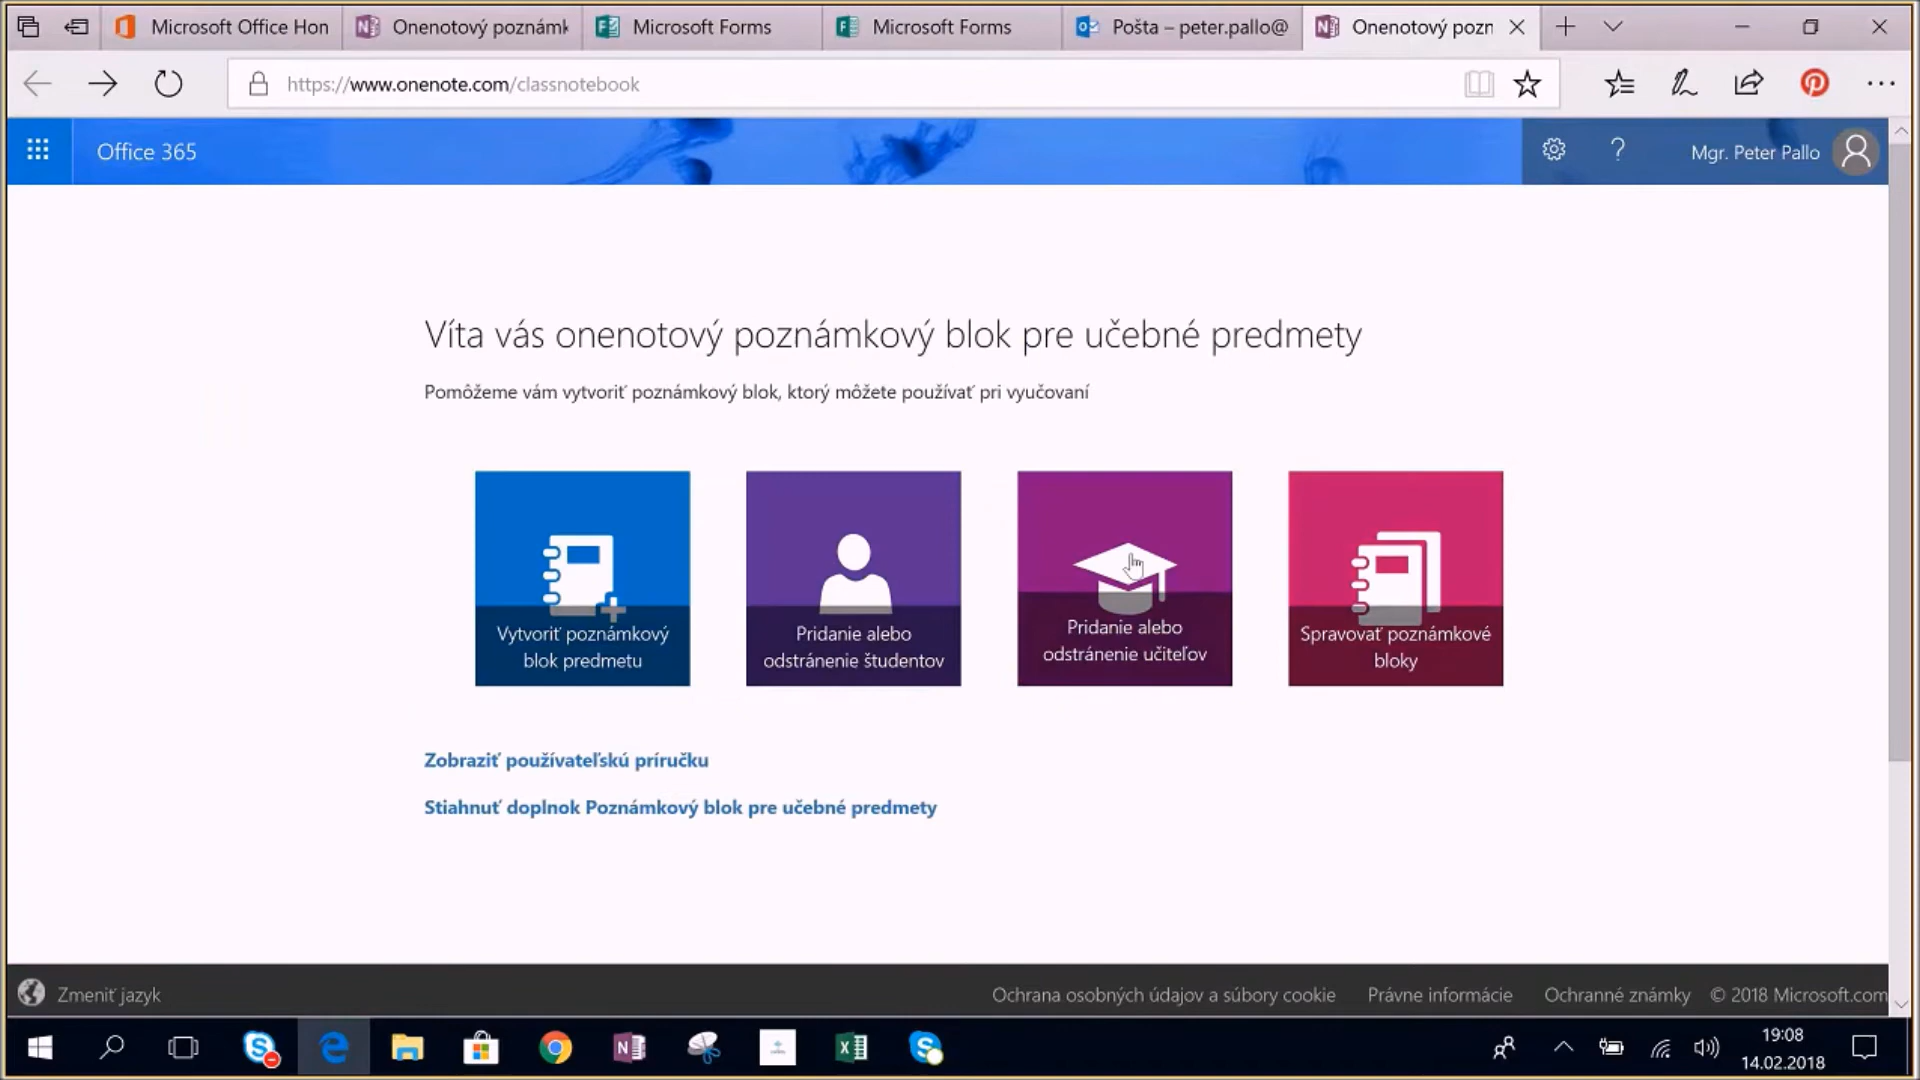 Microsoft Office Hon
Onenotový poznámk
Microsoft Forms
Microsoft Forms
Pošta – peter.pallo@
Onenotový pozn
https://www.onenote.com/classnotebook
Office 365
?
Mgr. Peter Pallo
Víta vás onenotový poznámkový blok pre učebné predmety
Pomôžeme vám vytvoriť poznámkový blok, ktorý môžete používať pri vyučovaní
Vytvoriť poznámkový
blok predmetu
Pridanie alebo
odstránenie študentov
Pridanie alebo
odstránenie učiteľov
Spravovať poznámkové
bloky
Zobraziť používateľskú príručku
Stiahnuť doplnok Poznámkový blok pre učebné predmety
Zmeniť jazyk
Ochrana osobných údajov a súbory cookie
Právne informácie
Ochranné známky
© 2018 Microsoft.com
19:08
14.02.2018